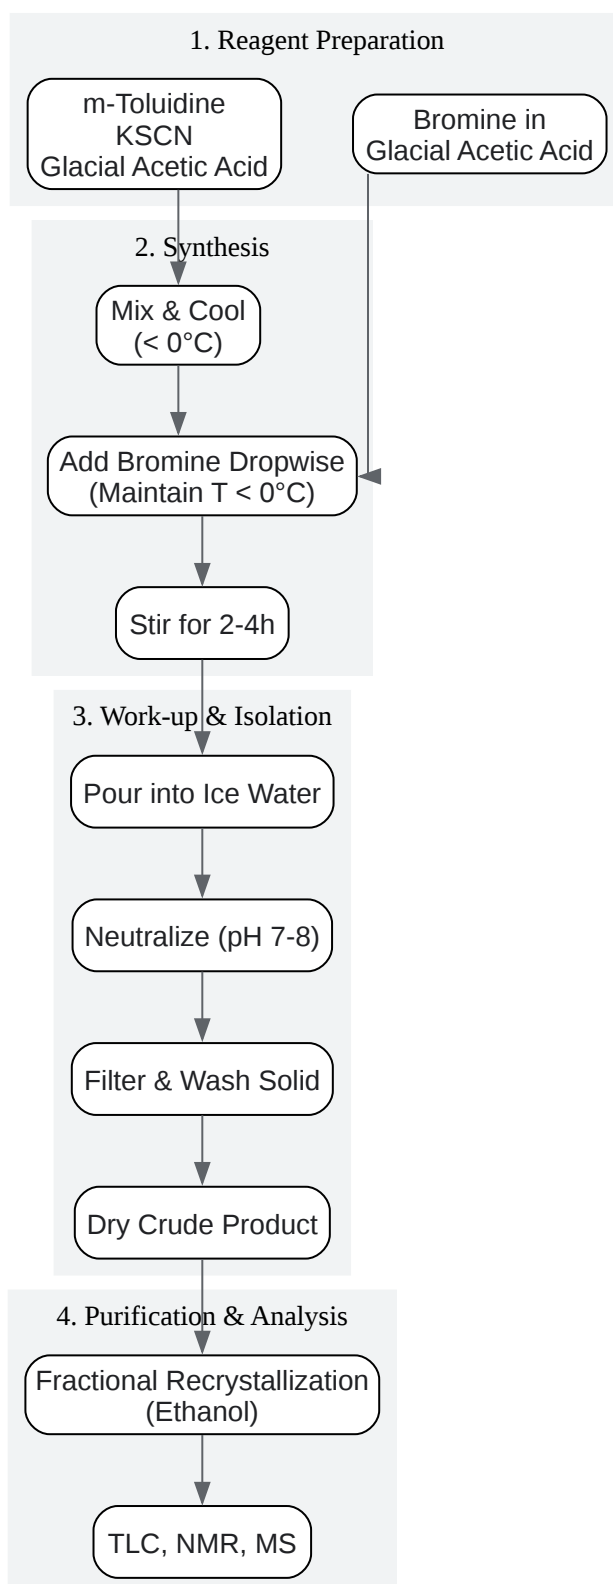 1. Reagent Preparation
m-Toluidine
KSCN
Glacial Acetic Acid
Bromine in
Glacial Acetic Acid
2. Synthesis
Mix & Cool
(< 0°C)
Add Bromine Dropwise
(Maintain T < 0°C)
Stir for 2-4h
3. Work-up & Isolation
Pour into Ice Water
Neutralize (pH 7-8)
Filter & Wash Solid
Dry Crude Product
4. Purification & Analysis
Fractional Recrystallization
(Ethanol)
TLC, NMR, MS